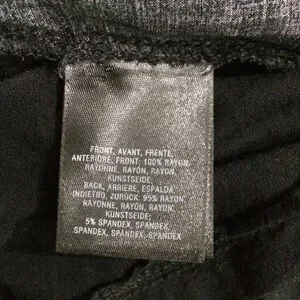 FRONT, AVANT, FRENTE,
ANTERIORE, FRONT: 100% RAYON,
RAYONNE, RAYON, RAYON,
KUNSTSEIDE;
BACK, ARRIERE, ESPALDA
INDIETRO, ZURÜCK: 95% RAYON,
RAYONNE, RAYON, RAYON,
KUNSTSEIDE;
5% SPANDEX, SPANDEX,
SPANDEX, SPANDEX, SPANDEX